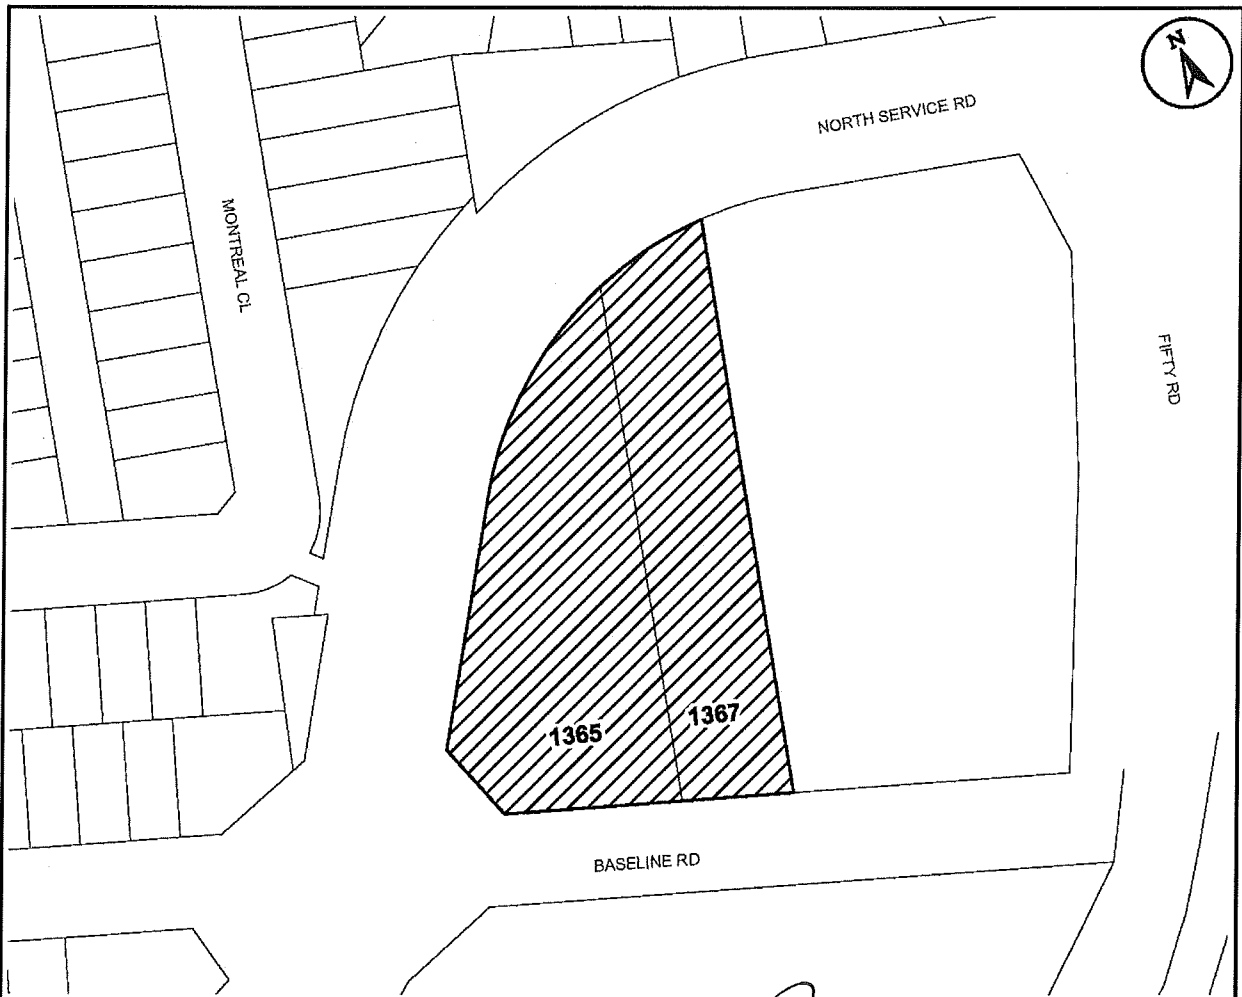 N
NORTH SERVICE RD
MONTREAL CL
FIFTY RD
1367
1365
BASELINE RD